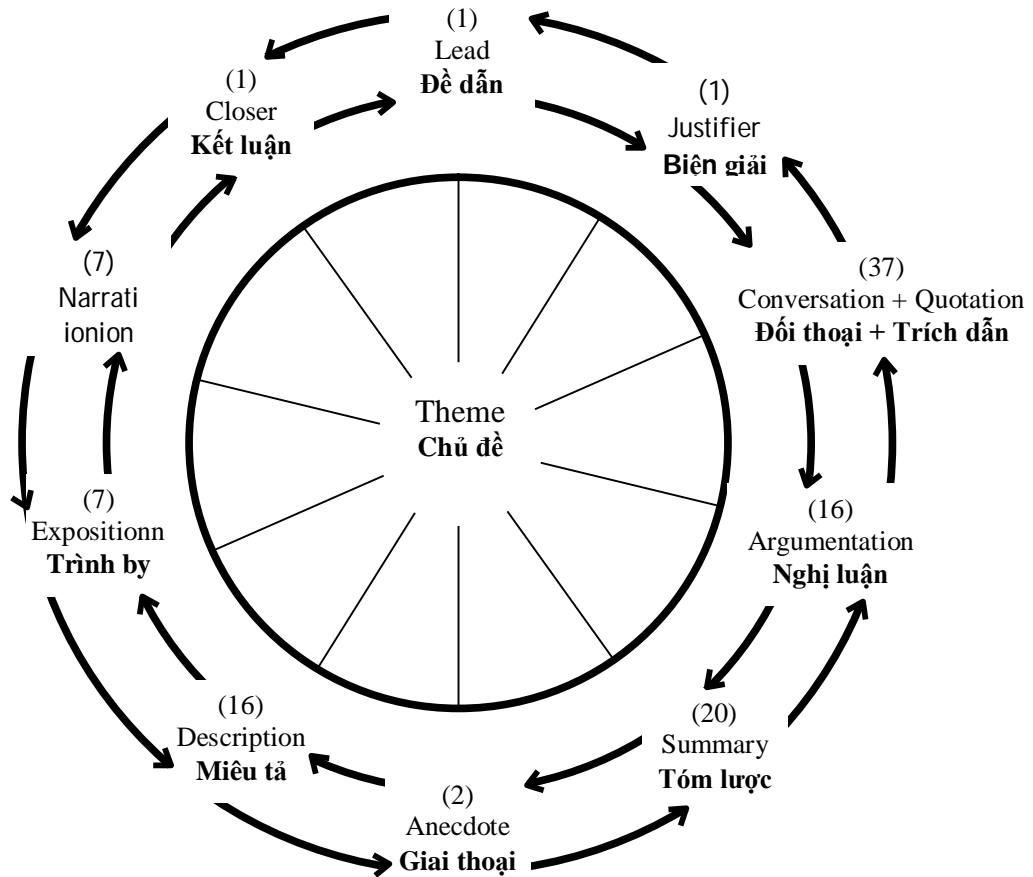 (1)
Lead
Đề dẫn
(1)
Justifier
Biện giải
(37)
Conversation + Quotation
Đối thoại + Trích dẫn
(16)
Argumentation
Nghị luận
(20)
Summary
Tóm lược
(2)
Anecdote
Giai thoại
(16)
Description
Miêu tả
(7)
Expositionn
Trình by
(7)
Narrati
ionion
(1)
Closer
Kết luận
Theme
Chủ đề